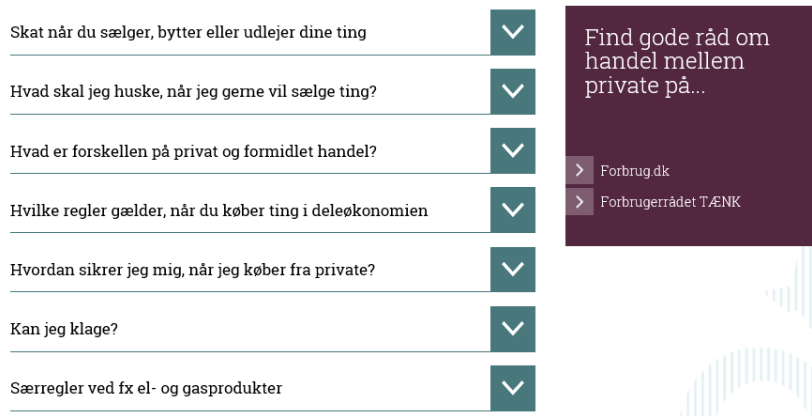 Skat når du sælger, bytter eller udlejer dine ting
Hvad skal jeg huske, når jeg gerne vil sælge ting?
Hvad er forskellen på privat og formidlet handel?
Hvilke regler gælder, når du køber ting i deleøkonomien
Hvordan sikrer jeg mig, når jeg køber fra private?
Kan jeg klage?
Særregler ved fx el- og gasprodukter
Find gode råd om
handel mellem
private på...
Forbrug.dk
Forbrugerrådet TÆNK